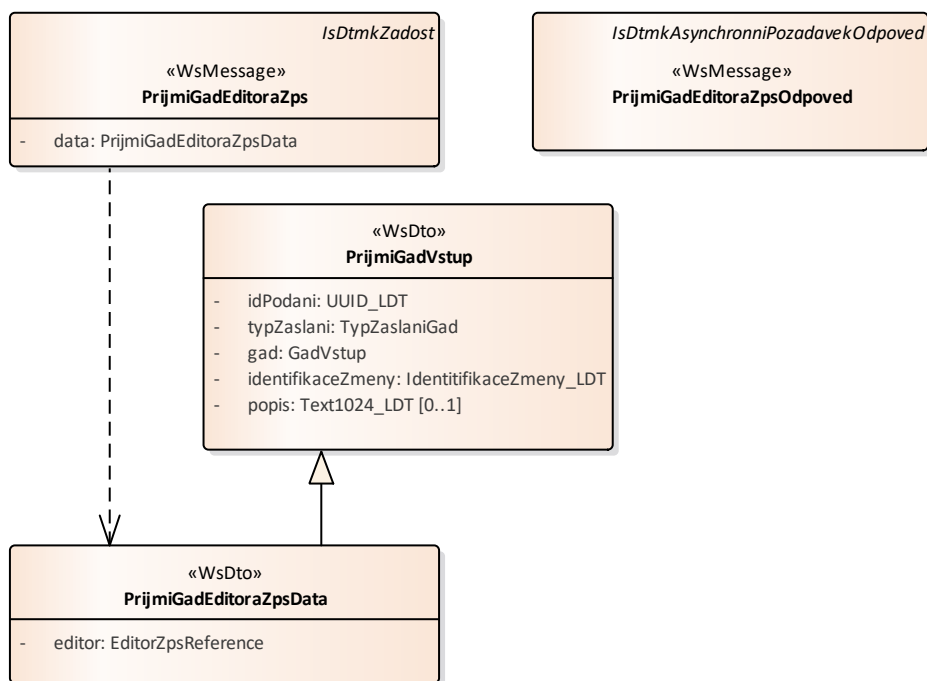 IsDtmkZadost
«WsMessage»
PrijmiGadEditoraZps
- data: PrijmiGadEditoraZpsData
IsDtmkAsynchronniPozadavekOdpoved
«WsMessage»
PrijmiGadEditoraZpsOdpoved
«WsDto»
PrijmiGadVstup
- idPodani: UUID_LDT
- typZaslani: TypZaslaniGad
- gad: GadVstup
- identifikaceZmeny: IdentitifikaceZmeny_LDT
- popis: Text1024_LDT [0..1]
«WsDto»
PrijmiGadEditoraZpsData
- editor: EditorZpsReference